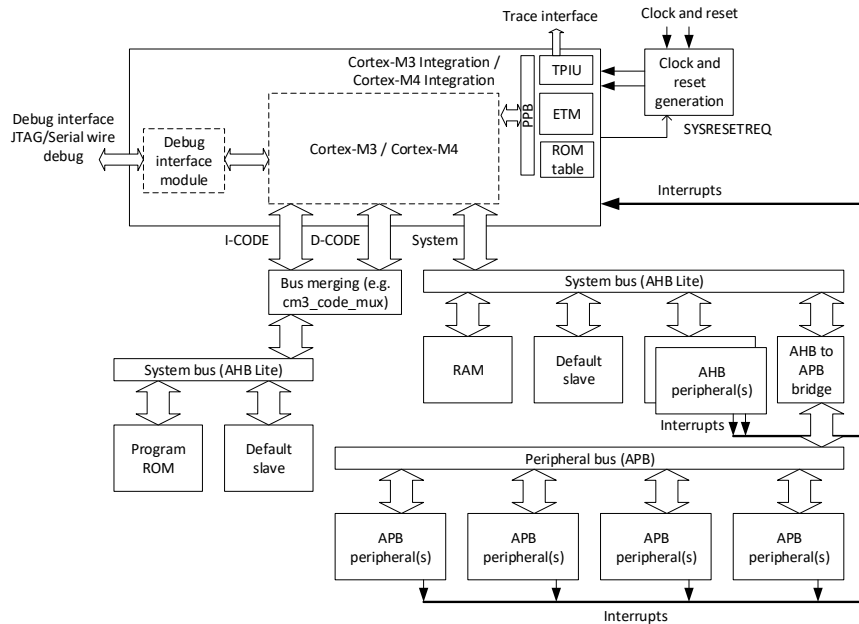 Trace interface
Clock and reset
Cortex-M3 Integration /
Cortex-M4 Integration
TPIU
Clock and
reset
generation
PPB
ETM
SYSRESETREQ
Debug interface
JTAG/Serial wire
debug
Debug
interface
module
Cortex-M3 / Cortex-M4
ROM
table
Interrupts
I-CODE
D-CODE
System
Bus merging (e.g.
cm3_code_mux)
System bus (AHB Lite)
System bus (AHB Lite)
RAM
Default
slave
AHB
peripheral(s)
AHB to
APB
bridge
Interrupts
Program
ROM
Default
slave
Peripheral bus (APB)
APB
peripheral(s)
APB
peripheral(s)
APB
peripheral(s)
APB
peripheral(s)
Interrupts